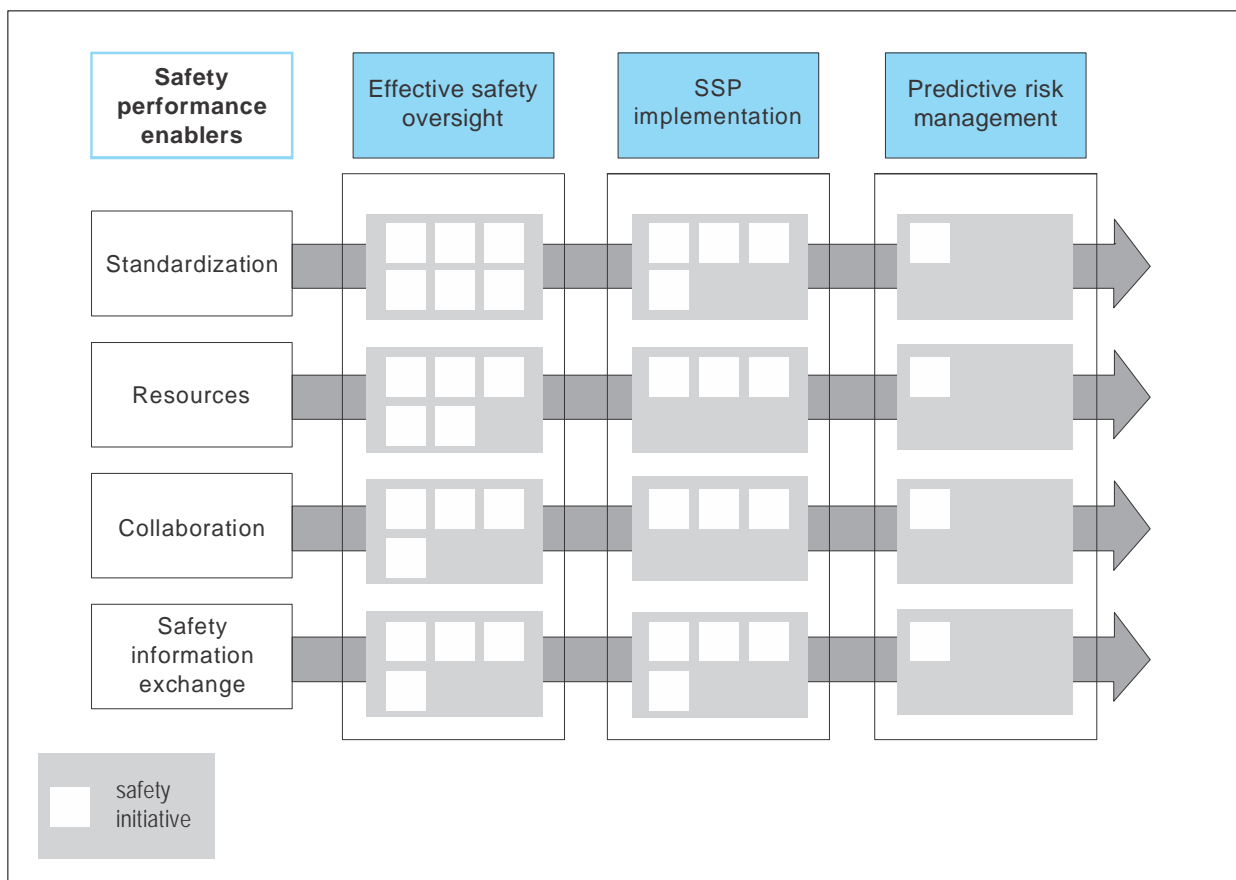 Safety
performance
enablers
Effective safety
oversight
SSP
implementation
Predictive risk
management
Standardization
Resources
Collaboration
Safety
information
exchange
safety
initiative